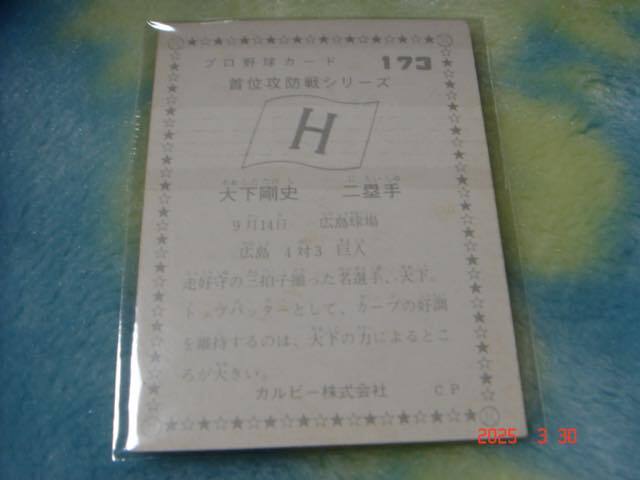 プロ野球カード 173
首位攻防戦シリーズ
H
大下剛史 二塁手
9月14日 広島球場
広島 4対3 巨人
走好守の三拍子揃った名選手、大下。
トップバッターとして、カープの好調
を維持するのは、大下の力によるとこ
ろが大きい。
カルビー株式会社 CP
2025 3 30